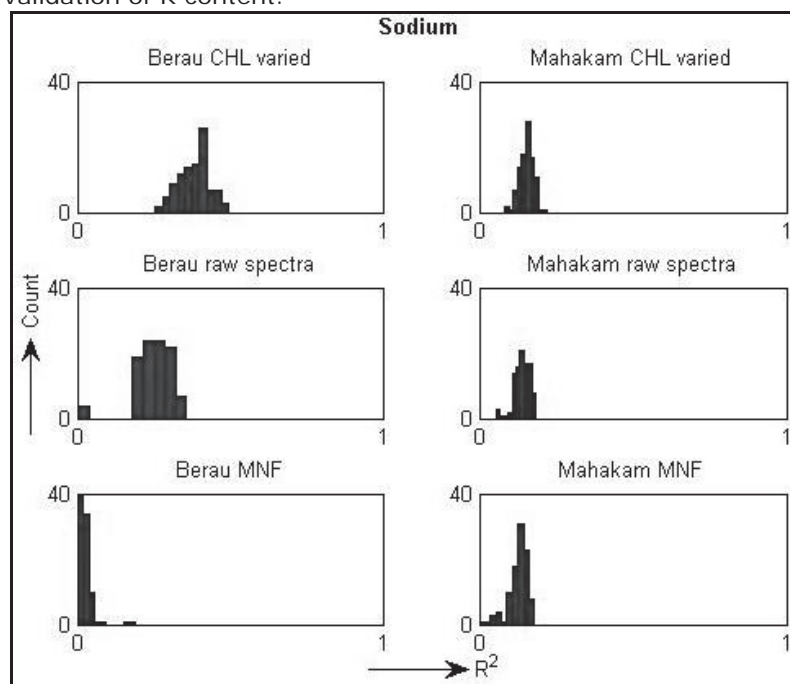 validation of K content.
Sodium
Berau CHL varied
Mahakam CHL varied
40
0
0
1
40
0
0
1
Berau raw spectra
Mahakam raw spectra
40
0
0
1
40
0
0
1
Count
Berau MNF
Mahakam MNF
40
0
0
1
40
0
0
1
R²